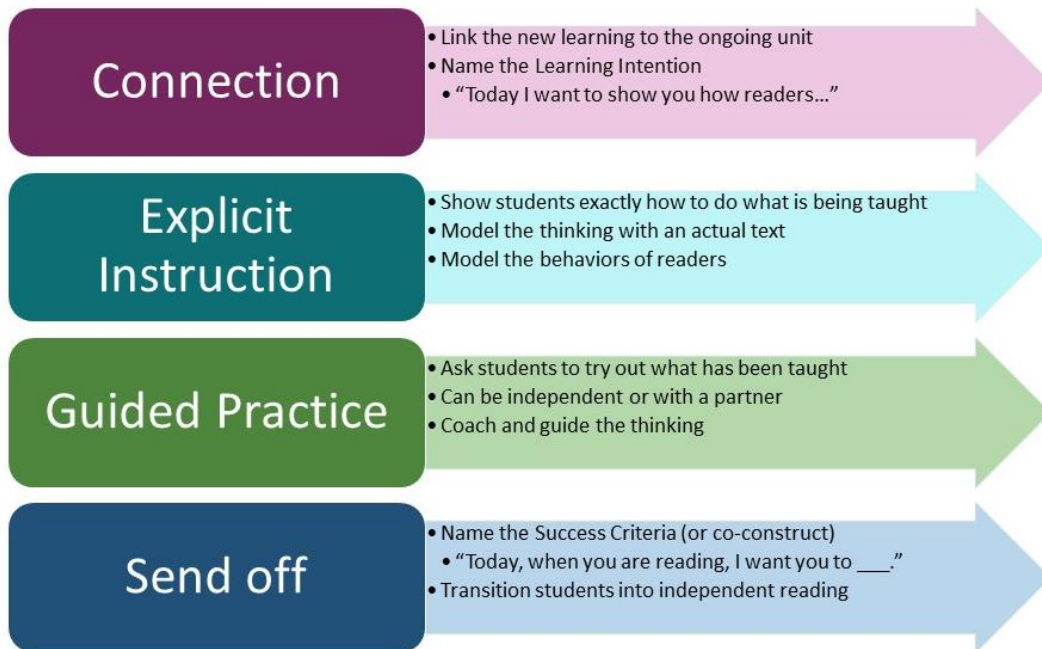 Connection
• Link the new learning to the ongoing unit
• Name the Learning Intention
• “Today I want to show you how readers…”
Explicit
Instruction
• Show students exactly how to do what is being taught
• Model the thinking with an actual text
• Model the behaviors of readers
Guided Practice
• Ask students to try out what has been taught
• Can be independent or with a partner
• Coach and guide the thinking
Send off
• Name the Success Criteria (or co-construct)
• “Today, when you are reading, I want you to ___.”
• Transition students into independent reading